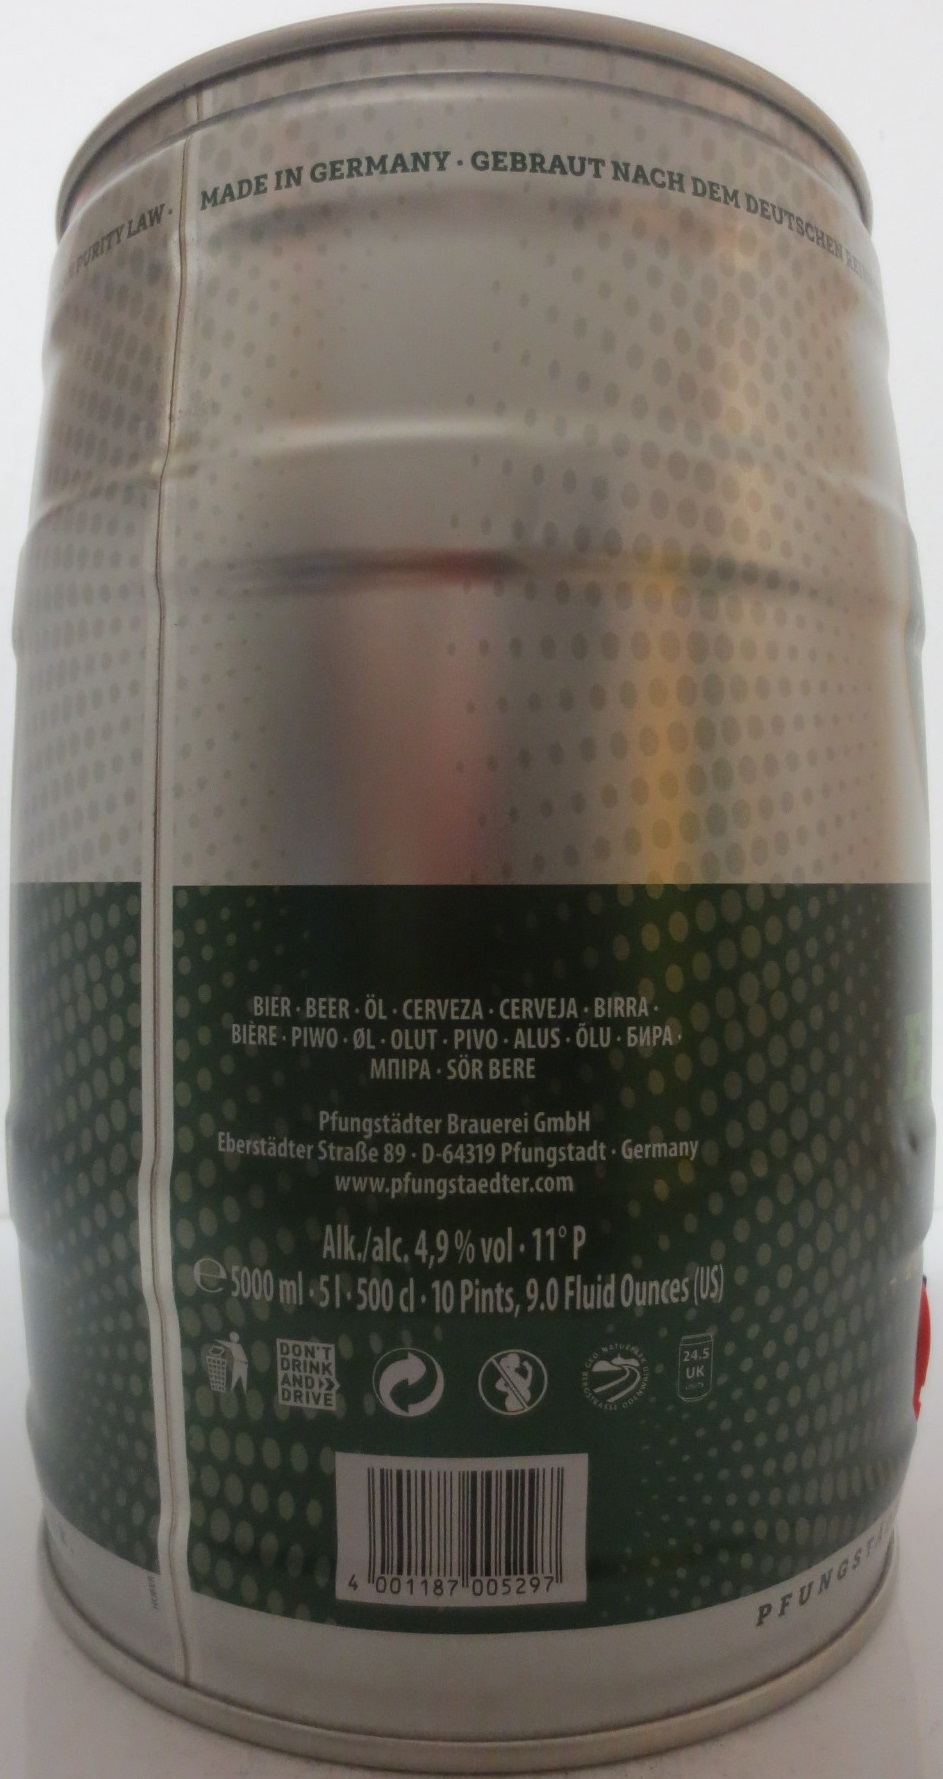 PURITY LAW ·
MADE IN GERMANY · GEBRAUT NACH DEM DEUTSCHEN
BIER · BEER · ÖL · CERVEZA · CERVEJA · BIRRA ·
BIÈRE · PIWO · ØL · OLUT · PIVO · ALUS · ÕLU · БИРА ·
МПІРА · SÖR BERE
Pfungstädter Brauerei GmbH
Eberstädter Straße 89 · D-64319 Pfungstadt · Germany
www.pfungstaedter.com
Alk./alc. 4,9 % vol · 11° P
℮ 5000 ml · 5 l · 500 cl · 10 Pints, 9.0 Fluid Ounces (US)
DON'T
DRINK
AND
DRIVE
24.5
UK
UNITS
4 001187 005297
PFUNGST